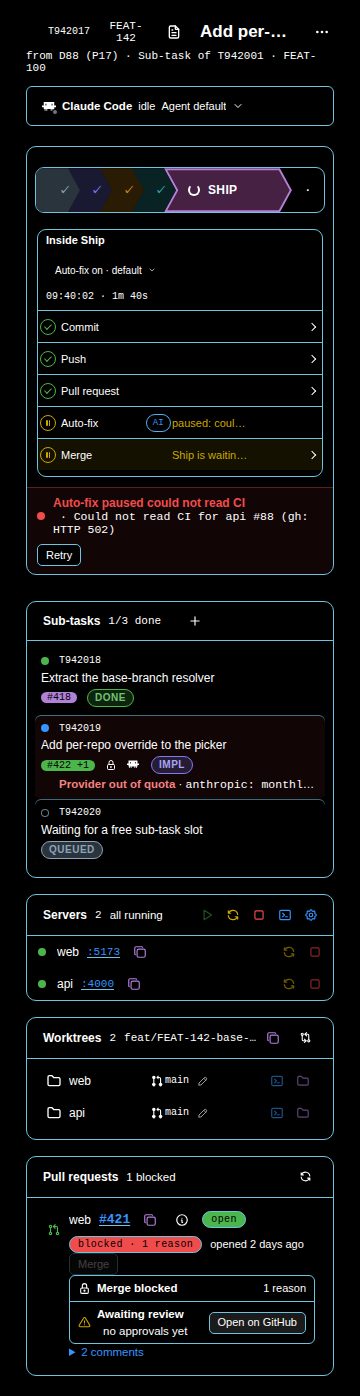 T942017 FEAT-142 Add per-…
from D88 (P17) · Sub-task of T942001 · FEAT-
100
Claude Code idle Agent default
SHIP ·
Inside Ship
Auto-fix on · default
09:40:02 · 1m 40s
Commit
Push
Pull request
Auto-fix AI paused: coul…
Merge Ship is waitin…
Auto-fix paused could not read CI
· Could not read CI for api #88 (gh:
HTTP 502)
Retry
Sub-tasks 1/3 done
T942018
Extract the base-branch resolver
#418 DONE
T942019
Add per-repo override to the picker
#422 +1 IMPL
Provider out of quota · anthropic: monthl…
T942020
Waiting for a free sub-task slot
QUEUED
Servers 2 all running
web :5173
api :4000
Worktrees 2 feat/FEAT-142-base-…
web main
api main
Pull requests 1 blocked
web #421 open
blocked · 1 reason opened 2 days ago
Merge
Merge blocked 1 reason
Awaiting review
no approvals yet Open on GitHub
2 comments